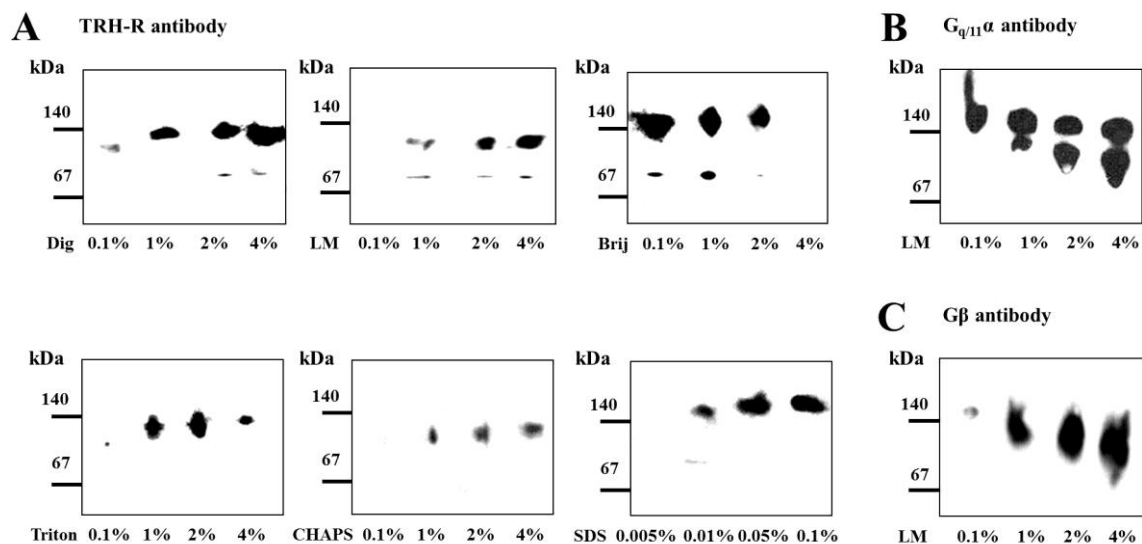 A TRH-R antibody
kDa
140
67
Dig 0.1% 1% 2% 4%
kDa
140
67
LM 0.1% 1% 2% 4%
kDa
140
67
Brij 0.1% 1% 2% 4%
B Gq/11α antibody
kDa
140
67
LM 0.1% 1% 2% 4%
kDa
140
67
Triton 0.1% 1% 2% 4%
kDa
140
67
CHAPS 0.1% 1% 2% 4%
kDa
140
67
SDS 0.005% 0.01% 0.05% 0.1%
C Gβ antibody
kDa
140
67
LM 0.1% 1% 2% 4%